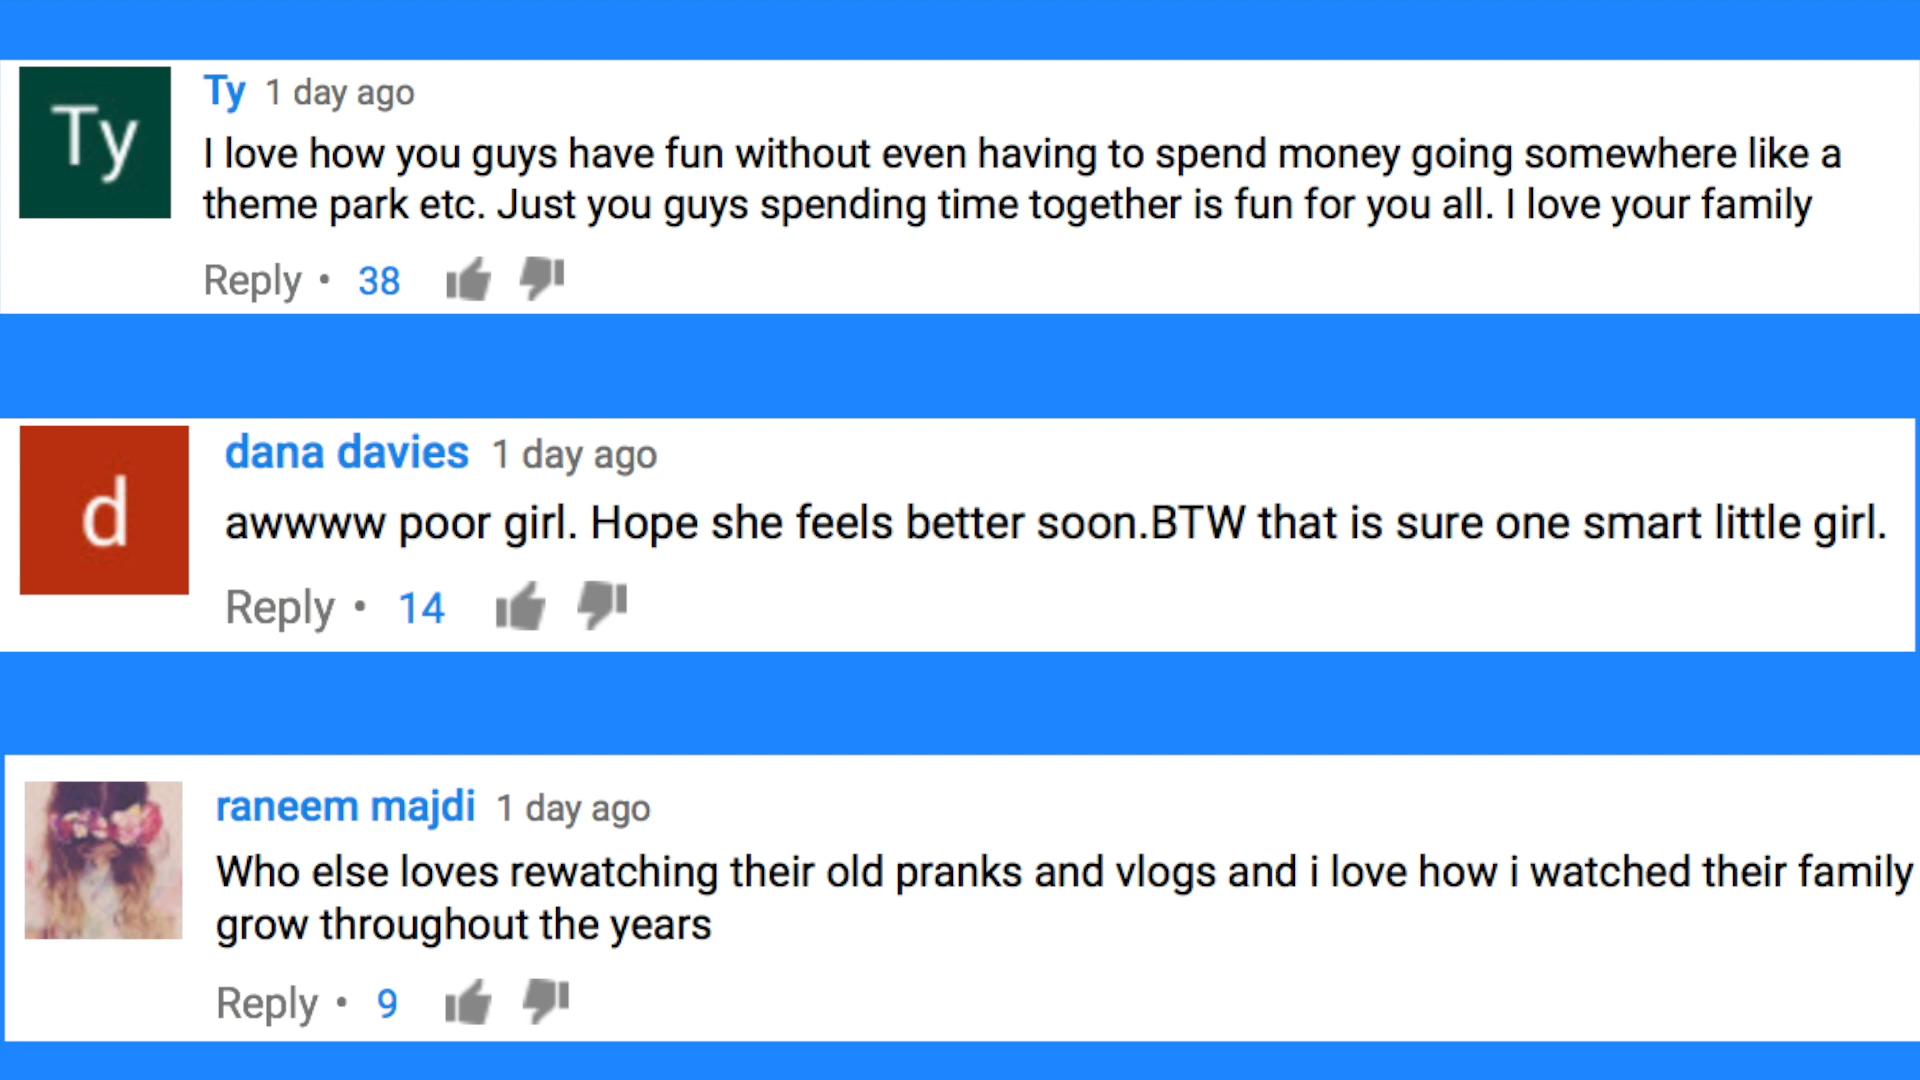 Ty
Ty 1 day ago
I love how you guys have fun without even having to spend money going somewhere like a
theme park etc. Just you guys spending time together is fun for you all. I love your family
Reply • 38
d
dana davies 1 day ago
awwww poor girl. Hope she feels better soon.BTW that is sure one smart little girl.
Reply • 14
raneem majdi 1 day ago
Who else loves rewatching their old pranks and vlogs and i love how i watched their family
grow throughout the years
Reply • 9